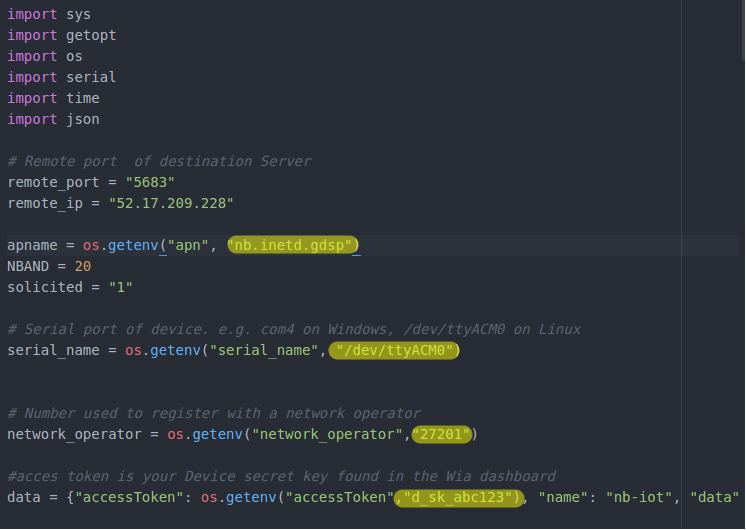 import sys
import getopt
import os
import serial
import time
import json
# Remote port  of destination Server
remote_port = "5683"
remote_ip = "52.17.209.228"
apname = os.getenv("apn", "nb.inetd.gdsp")
NBAND = 20
solicited = "1"
# Serial port of device. e.g. com4 on Windows, /dev/ttyACM0 on Linux
serial_name = os.getenv("serial_name", "/dev/ttyACM0")
# Number used to register with a network operator
network_operator = os.getenv("network_operator","27201")
#acces token is your Device secret key found in the Wia dashboard
data = {"accessToken": os.getenv("accessToken","d_sk_abc123"), "name": "nb-iot", "data"